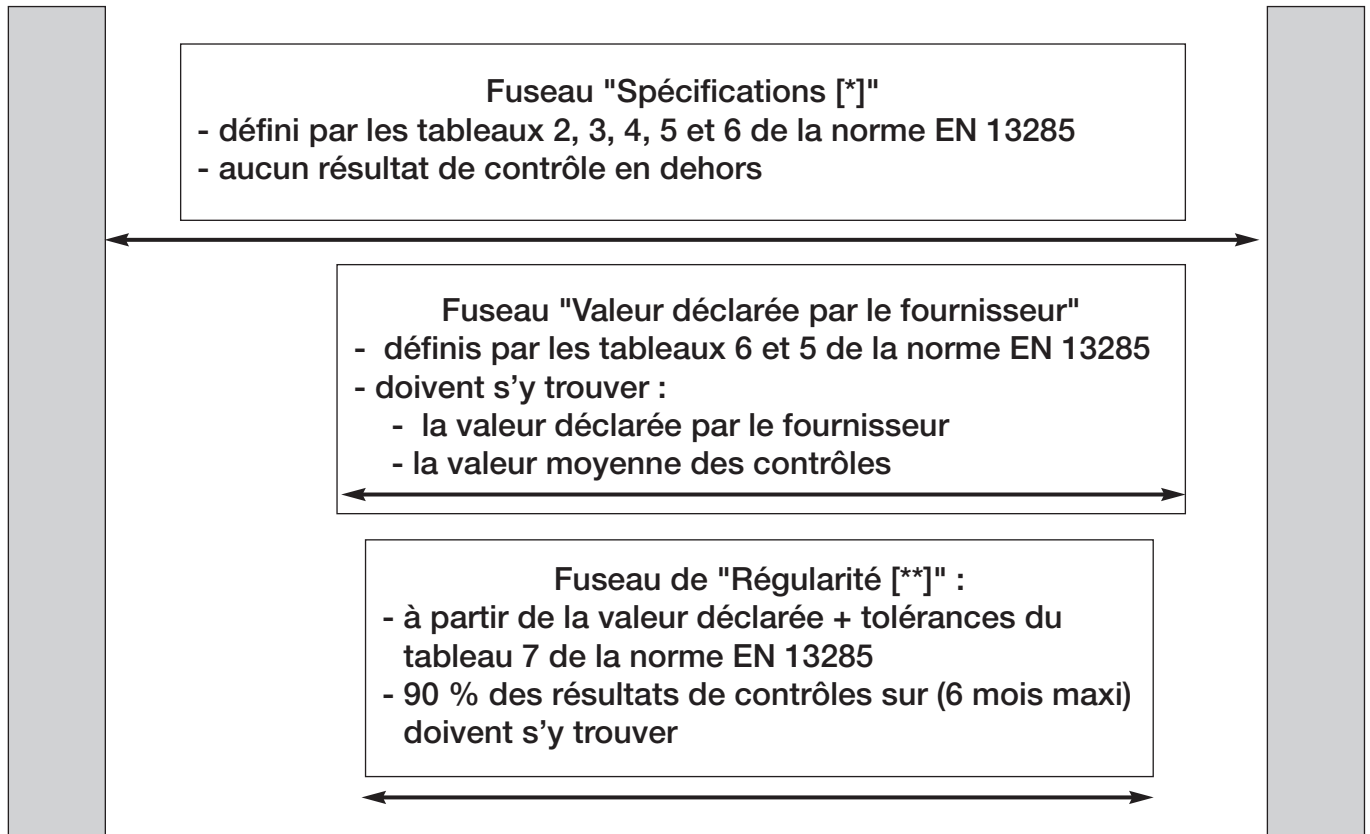 Fuseau "Spécifications [*]"
- défini par les tableaux 2, 3, 4, 5 et 6 de la norme EN 13285
- aucun résultat de contrôle en dehors
Fuseau "Valeur déclarée par le fournisseur"
- définis par les tableaux 6 et 5 de la norme EN 13285
- doivent s'y trouver :
- la valeur déclarée par le fournisseur
- la valeur moyenne des contrôles
Fuseau de "Régularité [**]" :
- à partir de la valeur déclarée + tolérances du
tableau 7 de la norme EN 13285
- 90 % des résultats de contrôles sur (6 mois maxi)
doivent s'y trouver